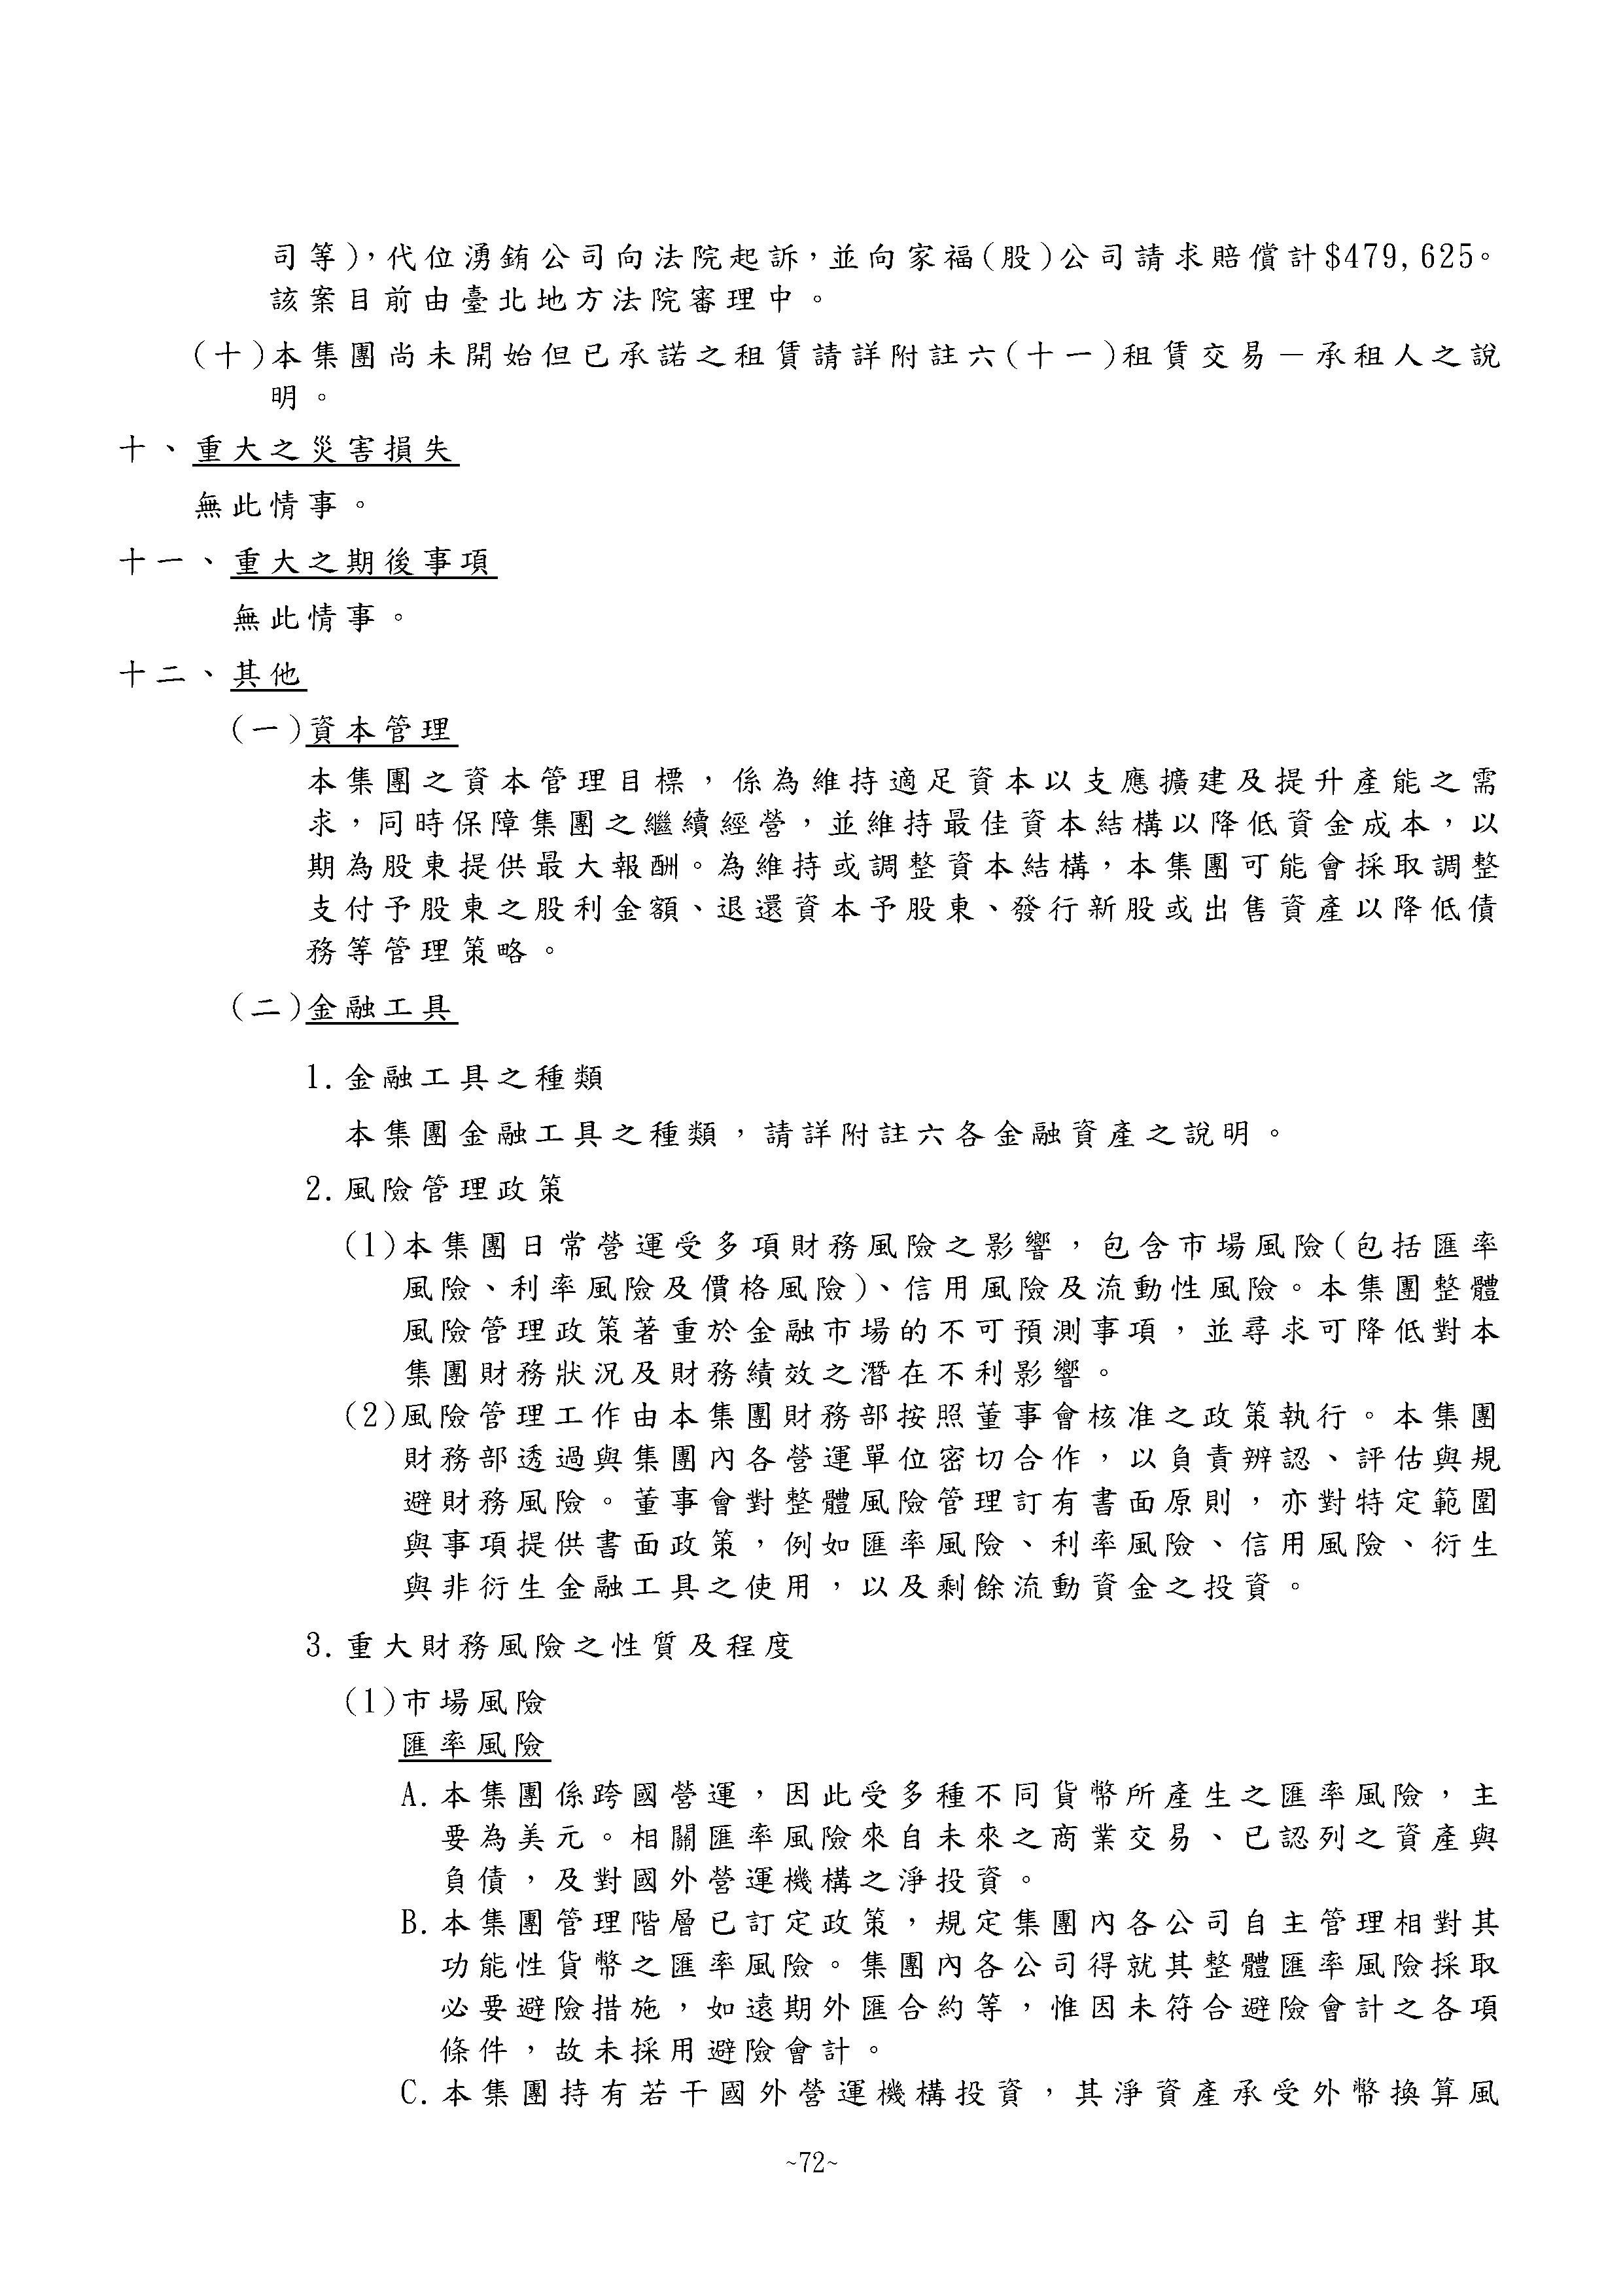 司等),代位湧銪公司向法院起訴,並向家福(股)公司請求賠償計$479,625。
該案目前由臺北地方法院審理中。
(十)本集團尚未開始但已承諾之租賃請詳附註六(十一)租賃交易－承租人之說
明。
十、重大之災害損失
無此情事。
十一、重大之期後事項
無此情事。
十二、其他
(一)資本管理
本集團之資本管理目標，係為維持適足資本以支應擴建及提升產能之需
求，同時保障集團之繼續經營，並維持最佳資本結構以降低資金成本，以
期為股東提供最大報酬。為維持或調整資本結構，本集團可能會採取調整
支付予股東之股利金額、退還資本予股東、發行新股或出售資產以降低債
務等管理策略。
(二)金融工具
1.金融工具之種類
本集團金融工具之種類，請詳附註六各金融資產之說明。
2.風險管理政策
(1)本集團日常營運受多項財務風險之影響，包含市場風險(包括匯率
風險、利率風險及價格風險)、信用風險及流動性風險。本集團整體
風險管理政策著重於金融市場的不可預測事項，並尋求可降低對本
集團財務狀況及財務績效之潛在不利影響。
(2)風險管理工作由本集團財務部按照董事會核准之政策執行。本集團
財務部透過與集團內各營運單位密切合作，以負責辨認、評估與規
避財務風險。董事會對整體風險管理訂有書面原則，亦對特定範圍
與事項提供書面政策，例如匯率風險、利率風險、信用風險、衍生
與非衍生金融工具之使用，以及剩餘流動資金之投資。
3.重大財務風險之性質及程度
(1)市場風險
匯率風險
A.本集團係跨國營運，因此受多種不同貨幣所產生之匯率風險，主
要為美元。相關匯率風險來自未來之商業交易、已認列之資產與
負債，及對國外營運機構之淨投資。
B.本集團管理階層已訂定政策，規定集團內各公司自主管理相對其
功能性貨幣之匯率風險。集團內各公司得就其整體匯率風險採取
必要避險措施，如遠期外匯合約等，惟因未符合避險會計之各項
條件，故未採用避險會計。
C.本集團持有若干國外營運機構投資，其淨資產承受外幣換算風
~72~